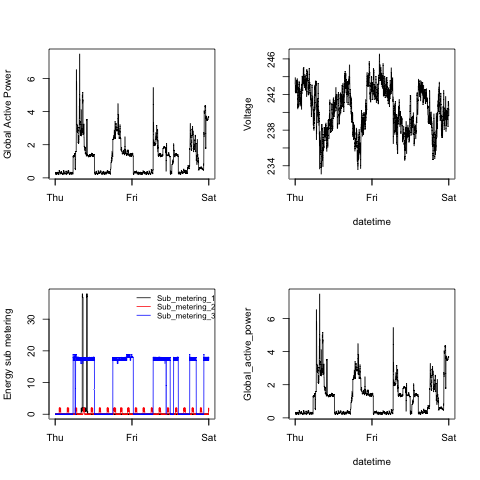 Global Active Power
6
4
2
0
Thu
Fri
Sat
Voltage
246
242
238
234
Thu
Fri
Sat
datetime
Energy sub metering
30
20
10
0
Sub_metering_1
Sub_metering_2
Sub_metering_3
Thu
Fri
Sat
Global_active_power
6
4
2
0
Thu
Fri
Sat
datetime